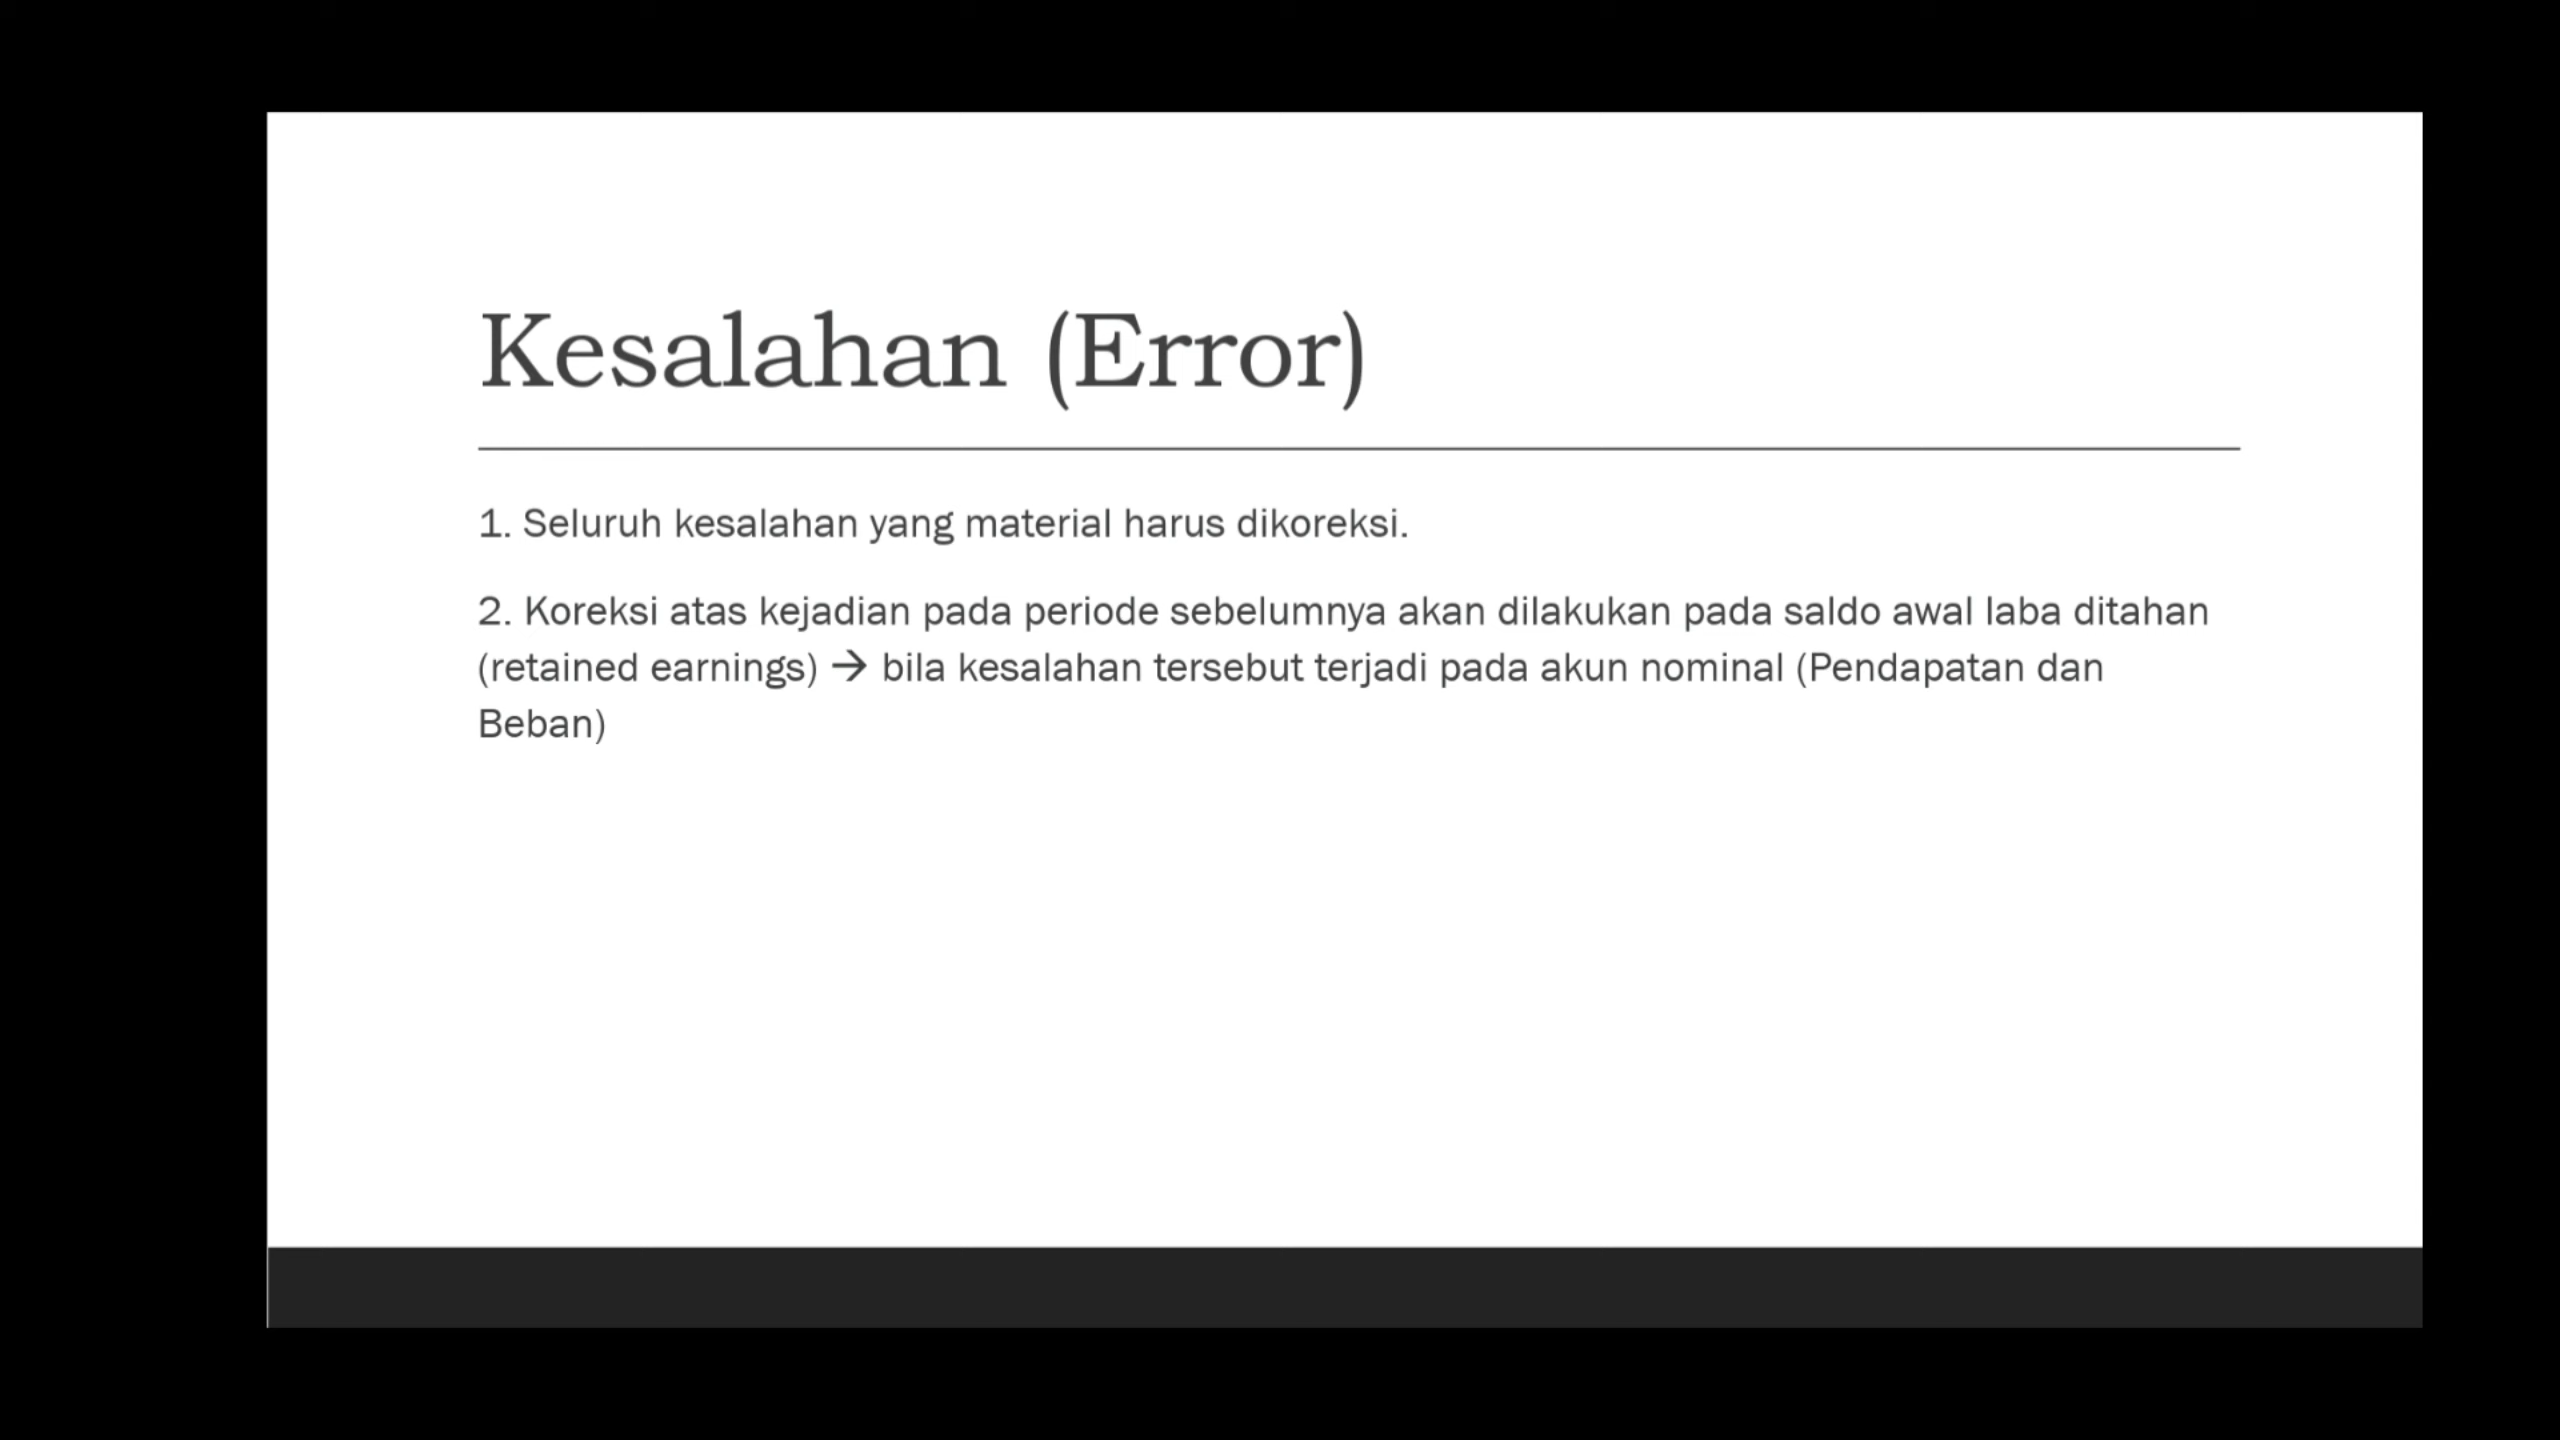 Kesalahan (Error)
1. Seluruh kesalahan yang material harus dikoreksi.
2. Koreksi atas kejadian pada periode sebelumnya akan dilakukan pada saldo awal laba ditahan
(retained earnings) → bila kesalahan tersebut terjadi pada akun nominal (Pendapatan dan
Beban)